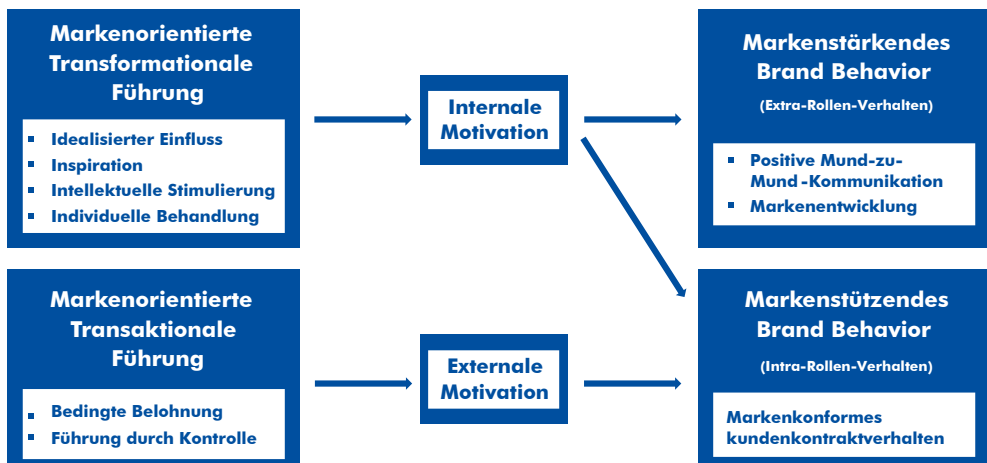 Markenorientierte
Transformationale
Führung
▪ Idealisierter Einfluss
▪ Inspiration
▪ Intellektuelle Stimulierung
▪ Individuelle Behandlung
Internale
Motivation
Markenstärkendes
Brand Behavior
(Extra-Rollen-Verhalten)
▪ Positive Mund-zu-
Mund-Kommunikation
▪ Markenentwicklung
Markenorientierte
Transaktionale
Führung
▪ Bedingte Belohnung
▪ Führung durch Kontrolle
Externale
Motivation
Markenstützendes
Brand Behavior
(Intra-Rollen-Verhalten)
Markenkonformes
kundenkontraktverhalten